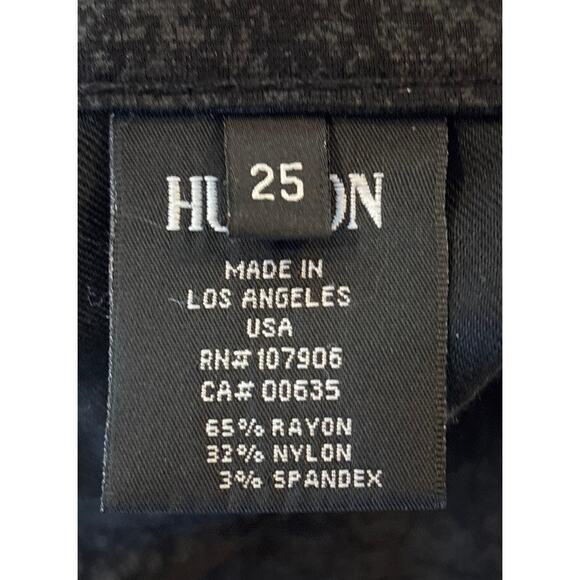 25
HU ON
MADE IN
LOS ANGELES
USA
RN# 107906
CA# 00635
65% RAYON
32% NYLON
3% SPANDEX